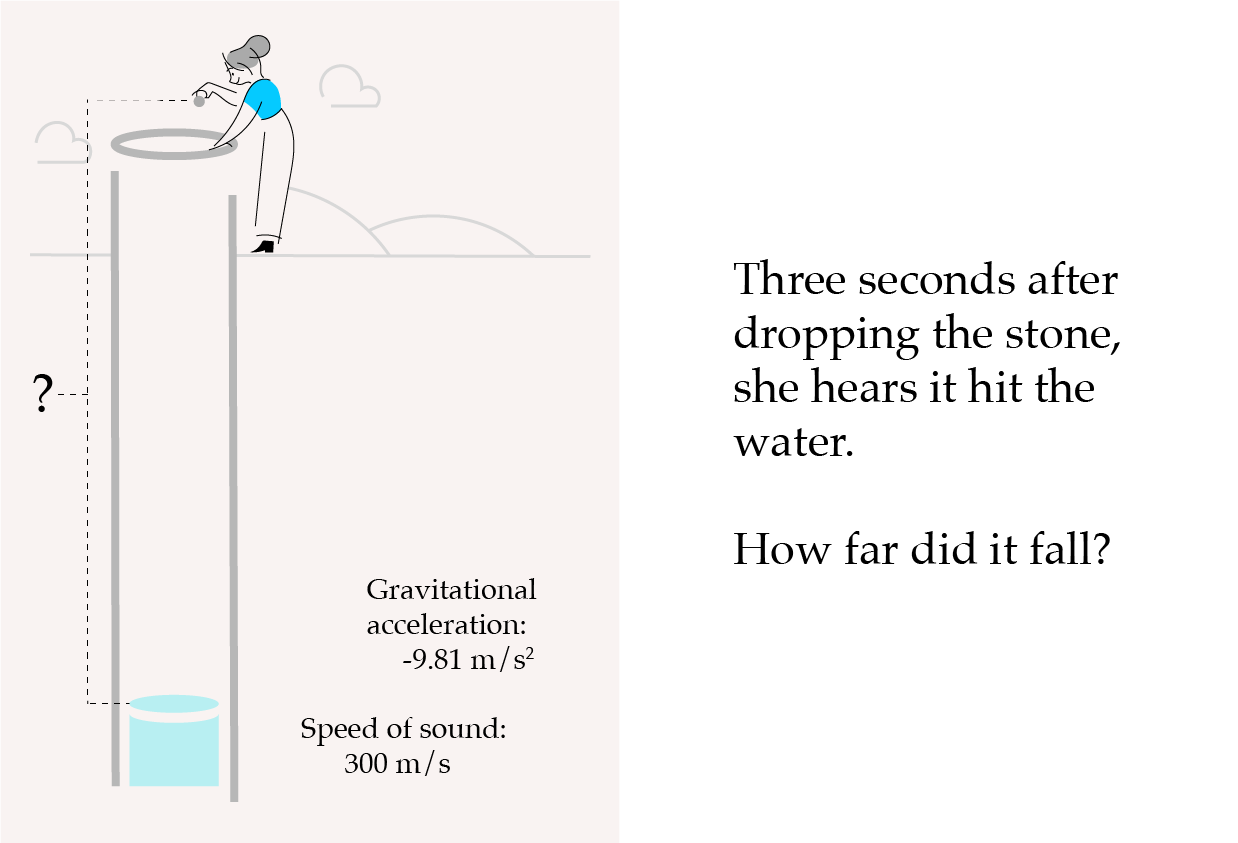 ?
Gravitational
acceleration:
-9.81 m/s²
Speed of sound:
300 m/s
Three seconds after
dropping the stone,
she hears it hit the
water.
How far did it fall?